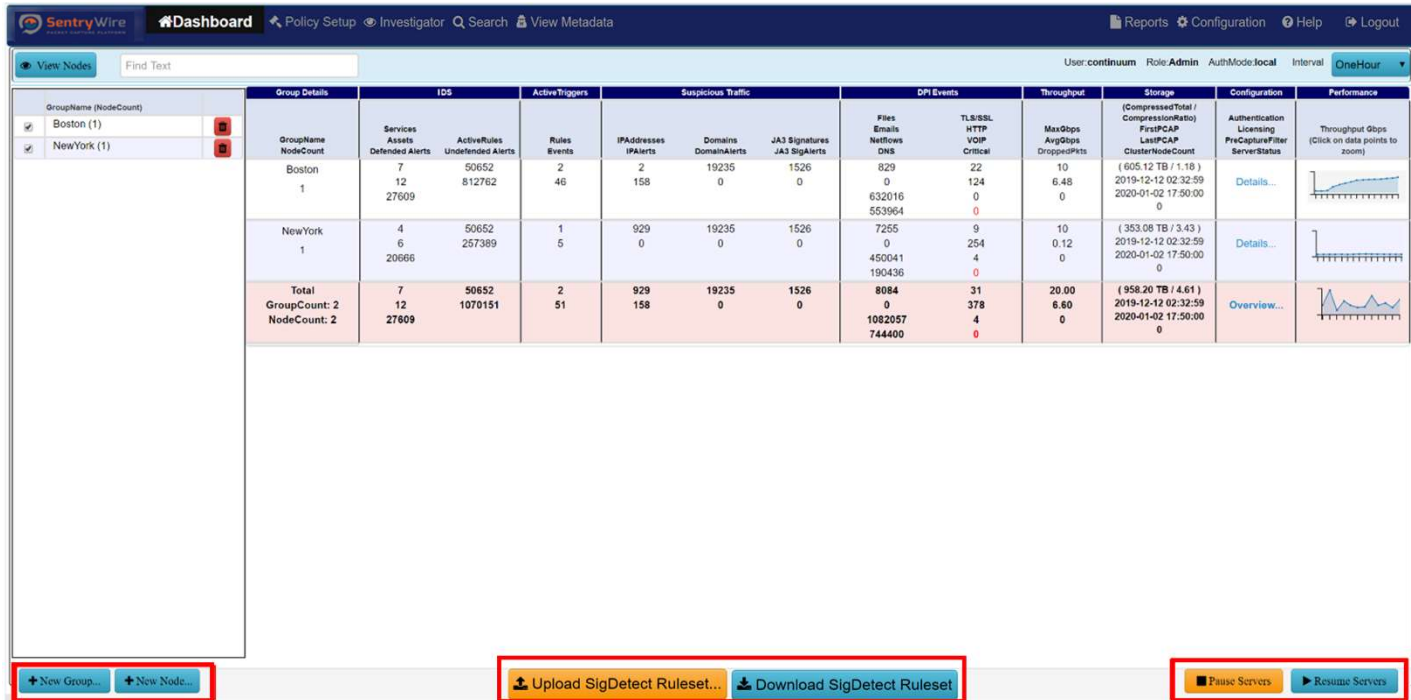 SentryWire Dashboard Policy Setup Investigator Search View Metadata Reports Configuration Help Logout
PACKET CAPTURE PLATFORM
View Nodes Find Text User:continuum Role:Admin AuthMode:local Interval OneHour
GroupName (NodeCount)
Boston (1)
NewYork (1)
Group Details IDS ActiveTriggers Suspicious Traffic DPI Events Throughput Storage Configuration Performance
GroupName
NodeCount
Services
Assets
Defended Alerts
ActiveRules
Undefended Alerts
Rules
Events
IPAddresses
IPAlerts
Domains
DomainAlerts
JA3 Signatures
JA3 SigAlerts
Files
Emails
Netflows
DNS
TLS/SSL
HTTP
VOIP
Critical
MaxGbps
AvgGbps
DroppedPkts
(CompressedTotal /
CompressionRatio)
FirstPCAP
LastPCAP
ClusterNodeCount
Authentication
Licensing
PreCaptureFilter
ServerStatus
Throughput Gbps
(Click on data points to
zoom)
Boston 7 50652 2 2 19235 1526 829 22 10 ( 605.12 TB / 1.18 )
1 12 812762 46 158 0 0 0 124 6.48 2019-12-12 02:32:59 Details...
27609 632016 0 0 2020-01-02 17:50:00
553964 0 0
NewYork 4 50652 1 929 19235 1526 7255 9 10 ( 353.08 TB / 3.43 )
1 6 257389 5 0 0 0 0 254 0.12 2019-12-12 02:32:59 Details...
20666 450041 4 0 2020-01-02 17:50:00
190436 0 0
Total 7 50652 2 929 19235 1526 8084 31 20.00 ( 958.20 TB / 4.61 )
GroupCount: 2 12 1070151 51 158 0 0 0 378 6.60 2019-12-12 02:32:59 Overview...
NodeCount: 2 27609 1082057 4 0 2020-01-02 17:50:00
744400 0 0
New Group... New Node... Upload SigDetect Ruleset... Download SigDetect Ruleset Pause Servers Resume Servers